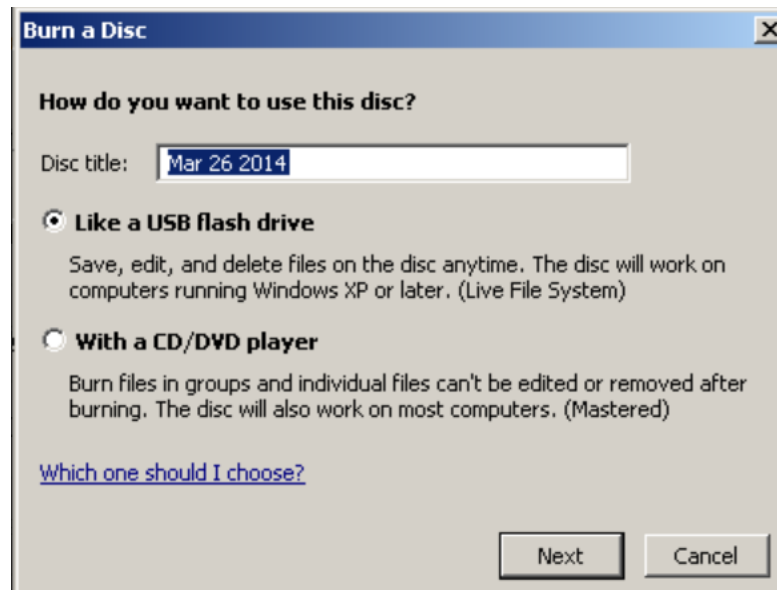 Burn a Disc
How do you want to use this disc?
Disc title: Mar 26 2014
Like a USB flash drive
Save, edit, and delete files on the disc anytime. The disc will work on
computers running Windows XP or later. (Live File System)
With a CD/DVD player
Burn files in groups and individual files can't be edited or removed after
burning. The disc will also work on most computers. (Mastered)
Which one should I choose?
Next Cancel